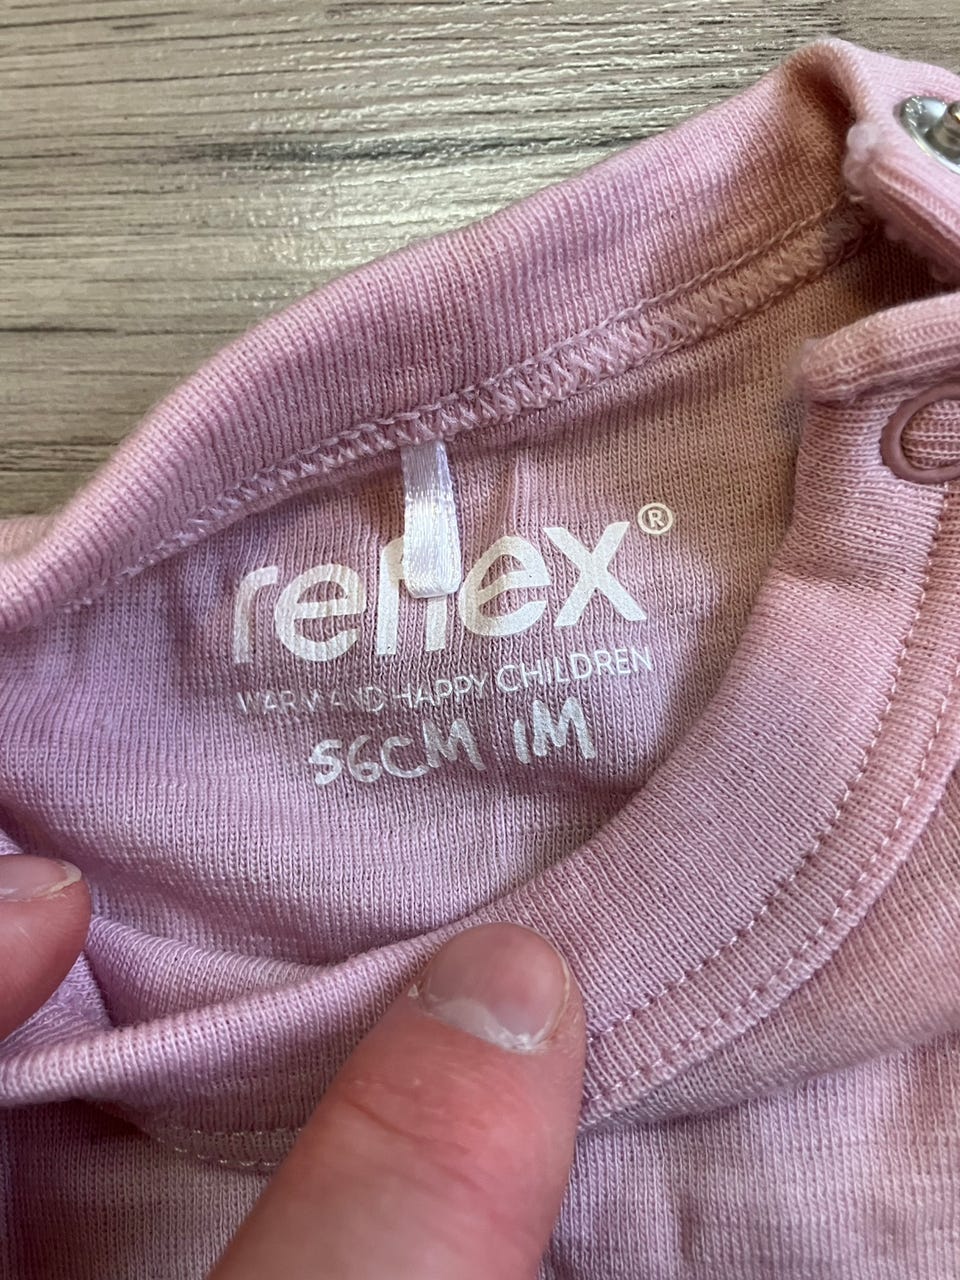 reflex®
WARM AND HAPPY CHILDREN
56CM 1M